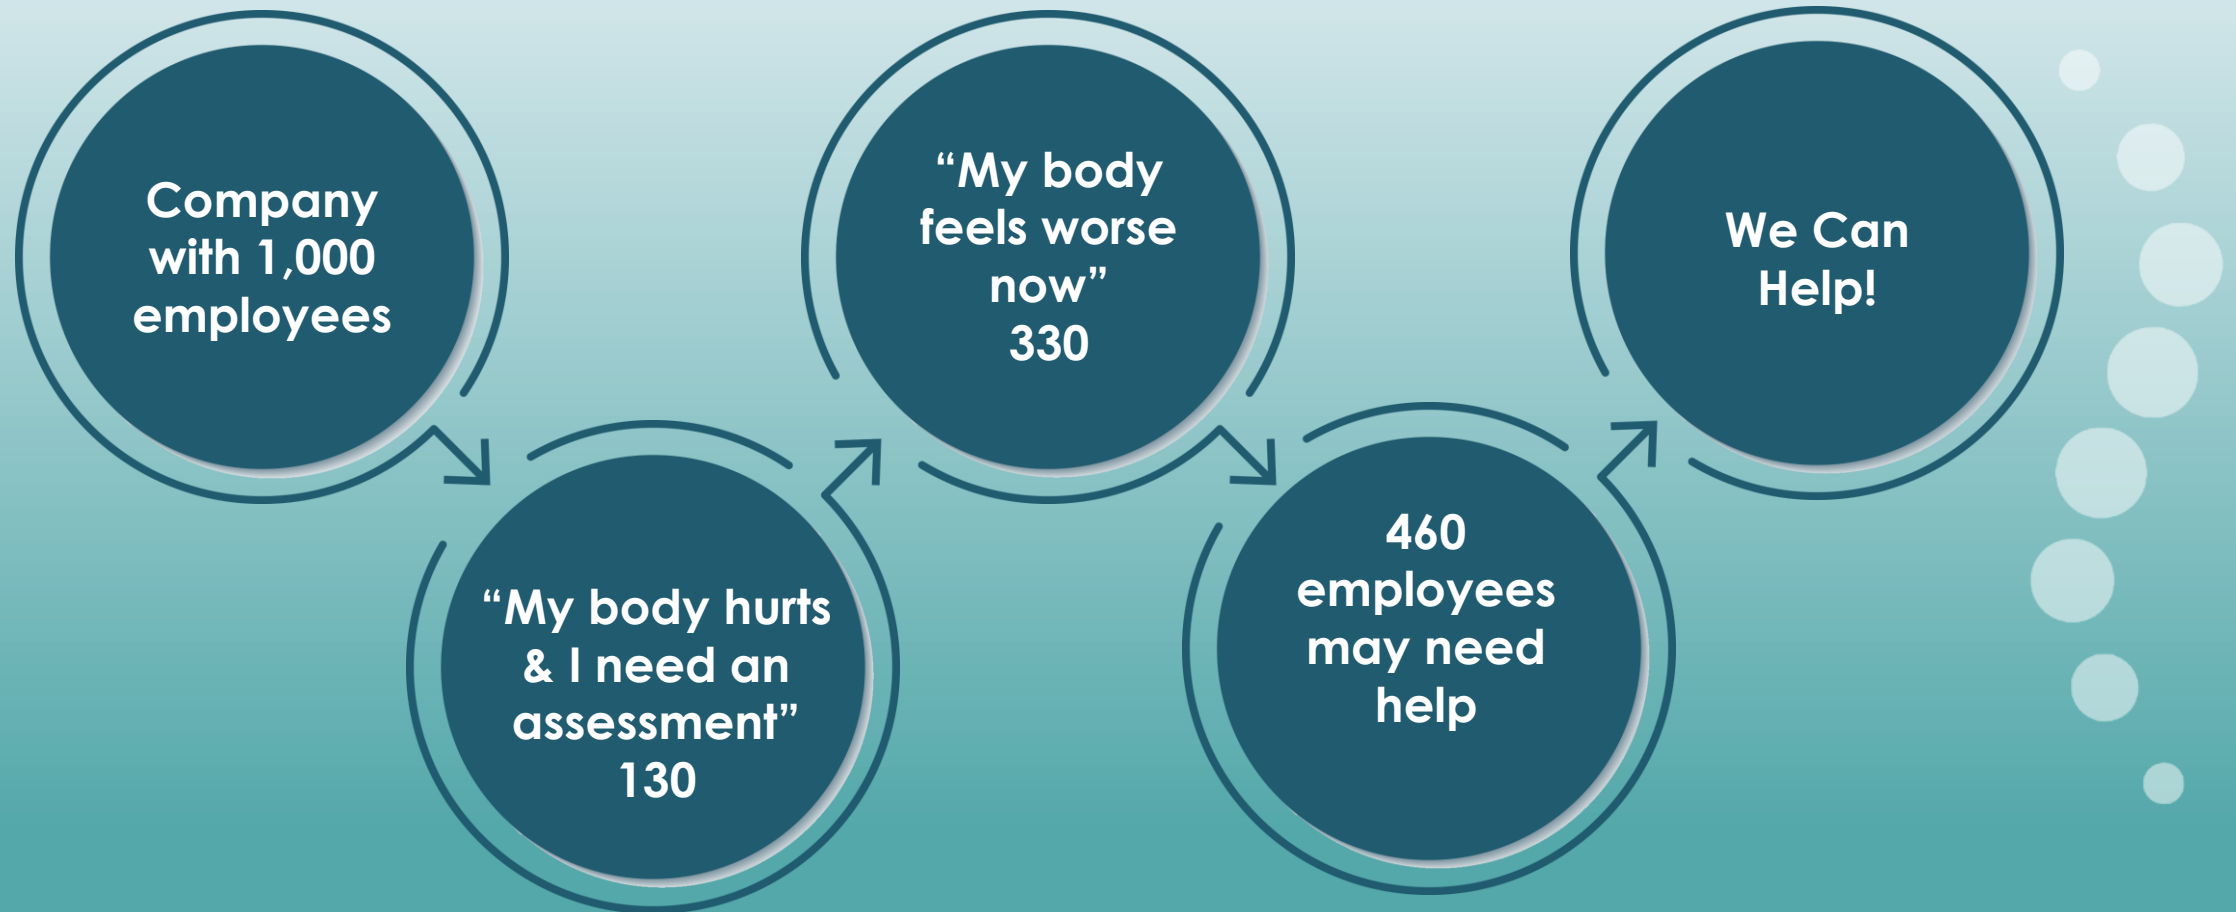 Company
with 1,000
employees
“My body hurts
& I need an
assessment”
130
“My body
feels worse
now”
330
460
employees
may need
help
We Can
Help!